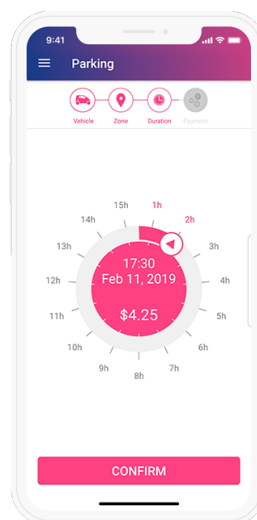 9:41
Parking
Vehicle Zone Duration Payment
15h 1h
14h 2h
13h 3h
12h 4h
11h 5h
10h 6h
9h 7h
8h
17:30
Feb 11, 2019
$4.25
CONFIRM